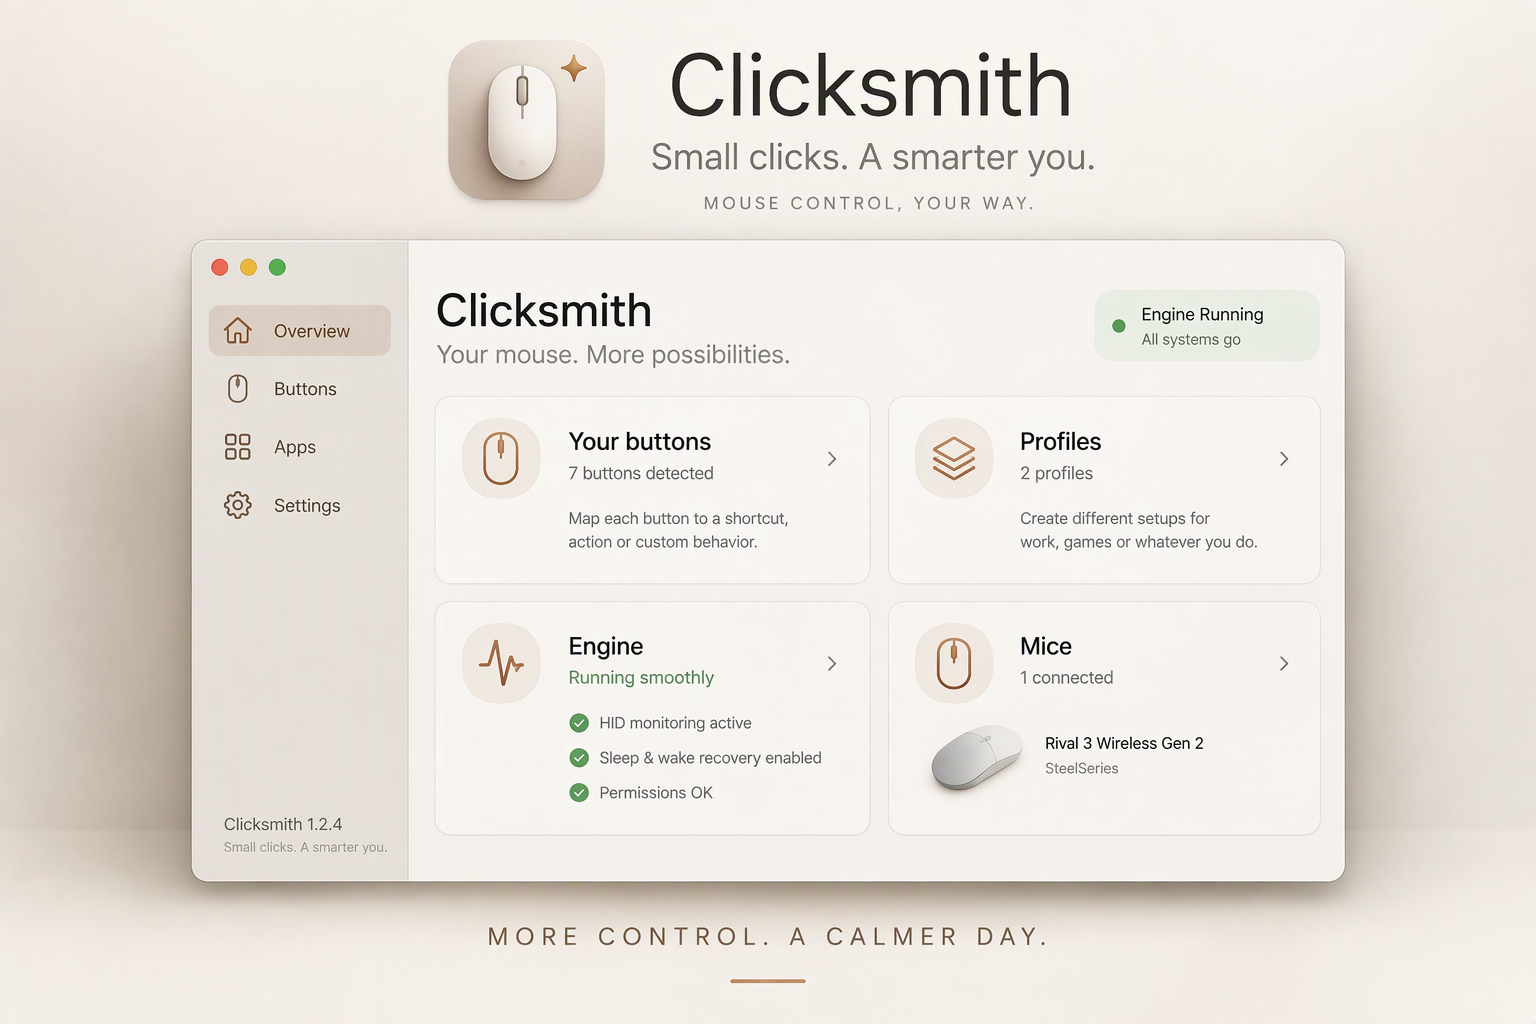 Clicksmith
Small clicks. A smarter you.
MOUSE CONTROL, YOUR WAY.
Overview
Buttons
Apps
Settings
Clicksmith 1.2.4
Small clicks. A smarter you.
Clicksmith
Your mouse. More possibilities.
Engine Running
All systems go
Your buttons
7 buttons detected
Map each button to a shortcut,
action or custom behavior.
Profiles
2 profiles
Create different setups for
work, games or whatever you do.
Engine
Running smoothly
HID monitoring active
Sleep & wake recovery enabled
Permissions OK
Mice
1 connected
Rival 3 Wireless Gen 2
SteelSeries
MORE CONTROL. A CALMER DAY.